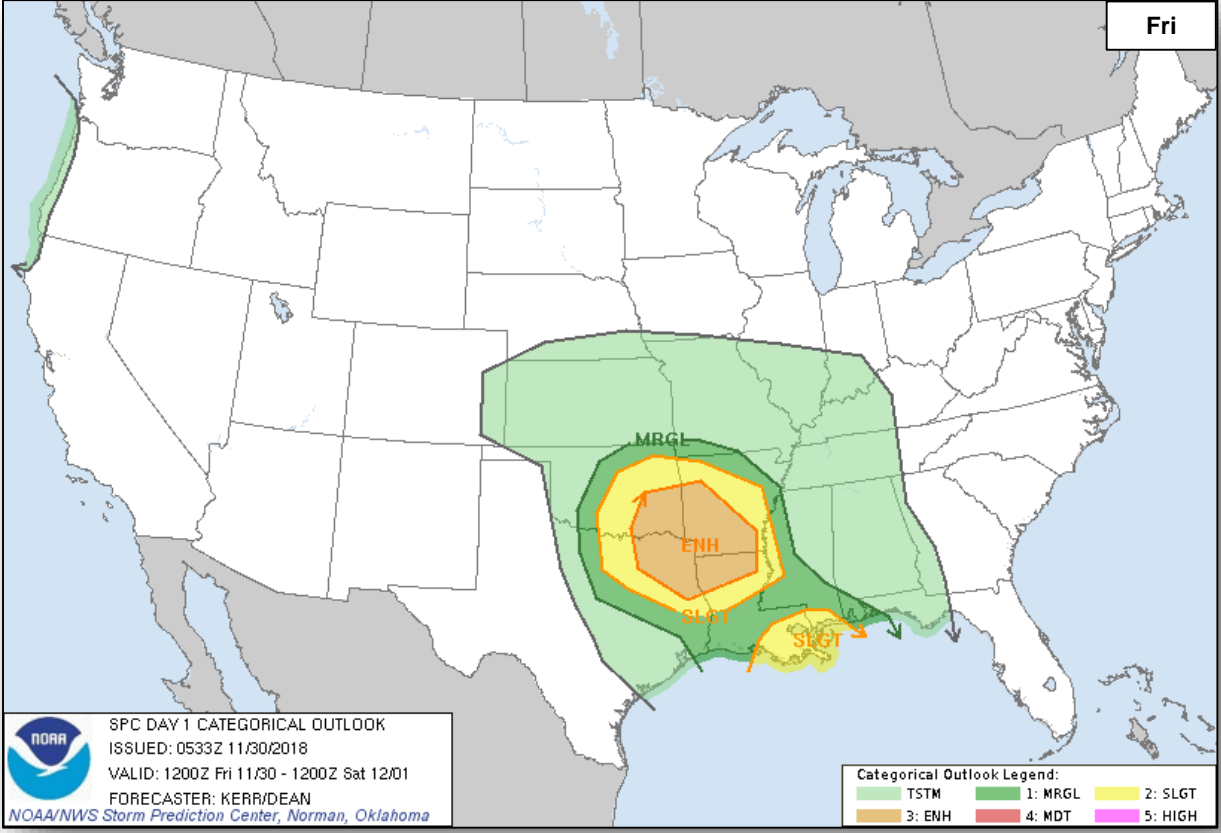 Fri
MRGL
ENH
SLGT
SLGT
NOAA
SPC DAY 1 CATEGORICAL OUTLOOK
ISSUED: 0533Z 11/30/2018
VALID: 1200Z Fri 11/30 - 1200Z Sat 12/01
FORECASTER: KERR/DEAN
NOAA/NWS Storm Prediction Center, Norman, Oklahoma
Categorical Outlook Legend:
TSTM 1: MRGL 2: SLGT
3: ENH 4: MDT 5: HIGH